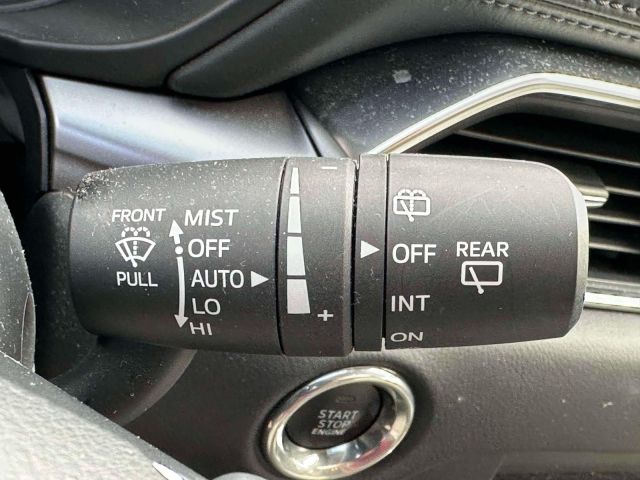 FRONT
PULL
MIST
OFF
AUTO
LO
HI
−
+
OFF
INT
ON
REAR
START
STOP
ENGINE